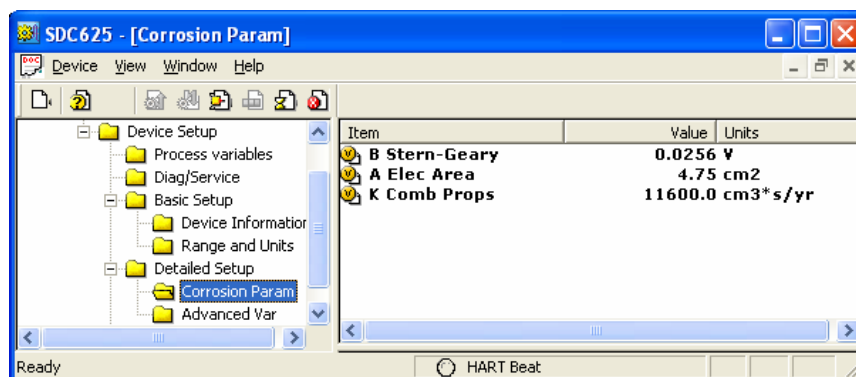 SDC625 - [Corrosion Param]
DOC
Device View Window Help
Device Setup
Process variables
Diag/Service
Basic Setup
Device Information
Range and Units
Detailed Setup
Corrosion Param
Advanced Var
Item Value Units
B Stern-Geary 0.0256 V
A Elec Area 4.75 cm2
K Comb Props 11600.0 cm3*s/yr
Ready HART Beat